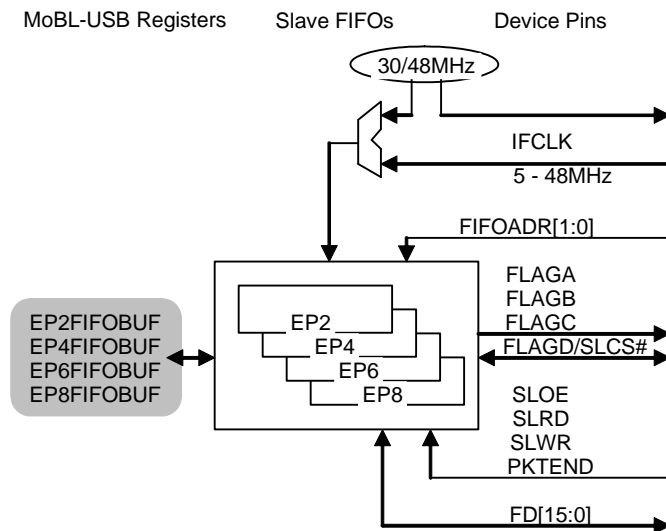 MoBL-USB Registers
Slave FIFOs
Device Pins
30/48MHz
IFCLK
5 - 48MHz
FIFOADR[1:0]
FLAGA
FLAGB
FLAGC
FLAGD/SLCS#
EP2FIFOBUF
EP4FIFOBUF
EP6FIFOBUF
EP8FIFOBUF
EP2
EP4
EP6
EP8
SLOE
SLRD
SLWR
PKTEND
FD[15:0]